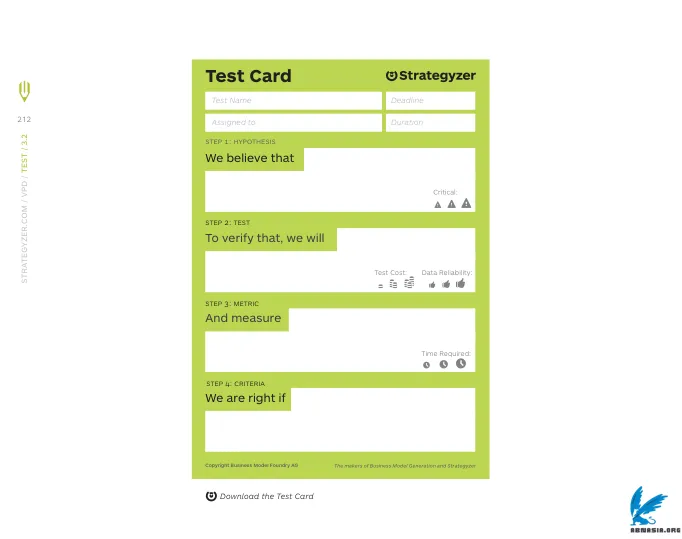 Test Card
Strategyzer
Test Name
Deadline
Assigned to
Duration
STEP 1: HYPOTHESIS
We believe that
Critical:
STEP 2: TEST
To verify that, we will
Test Cost
Data Reliability:
STEP 3: METRIC
And measure
Time Required:
STEP 4: CRITERIA
We are right if
Copyright Business Model Foundry AG
The makers of Business Model Generation and Strategyzer
Download the Test Card
212
STRATEGYZER.COM / VPD / TEST / 3.2
ABMASIA.ORG